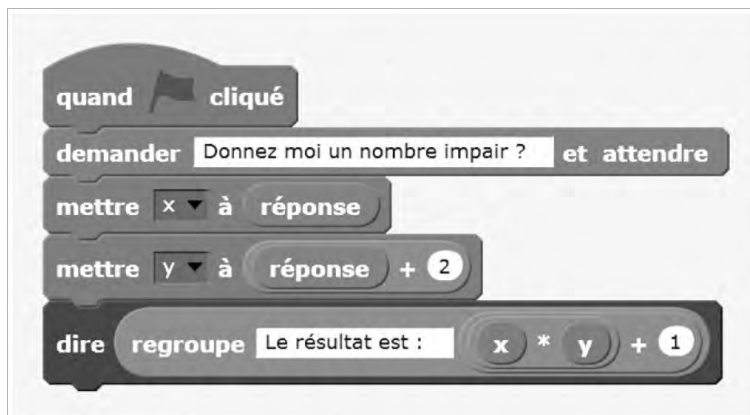 quand cliqué
demander Donnez moi un nombre impair ? et attendre
mettre x à réponse
mettre y à réponse + 2
dire regroupe Le résultat est : x * y + 1